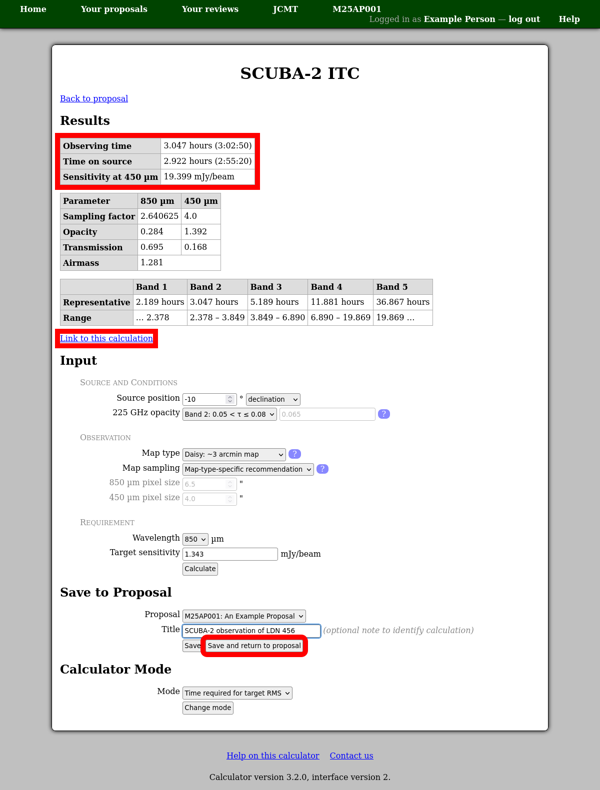 Home Your proposals Your reviews JCMT M25AP001
Logged in as Example Person — log out Help
SCUBA-2 ITC
Back to proposal
Results
Observing time 3.047 hours (3:02:50)
Time on source 2.922 hours (2:55:20)
Sensitivity at 450 µm 19.399 mJy/beam
Parameter 850 µm 450 µm
Sampling factor 2.640625 4.0
Opacity 0.284 1.392
Transmission 0.695 0.168
Airmass 1.281
Band 1 Band 2 Band 3 Band 4 Band 5
Representative 2.189 hours 3.047 hours 5.189 hours 11.881 hours 36.867 hours
Range ... 2.378 2.378 – 3.849 3.849 – 6.890 6.890 – 19.869 19.869 ...
Link to this calculation
Input
Source and Conditions
Source position -10 ° declination
225 GHz opacity Band 2: 0.05 < τ ≤ 0.08 0.065 ?
Observation
Map type Daisy: ~3 arcmin map ?
Map sampling Map-type-specific recommendation ?
850 µm pixel size 6.5 "
450 µm pixel size 4.0 "
Requirement
Wavelength 850 µm
Target sensitivity 1.343 mJy/beam
Calculate
Save to Proposal
Proposal M25AP001: An Example Proposal
Title SCUBA-2 observation of LDN 456 (optional note to identify calculation)
Save Save and return to proposal
Calculator Mode
Mode Time required for target RMS
Change mode
Help on this calculator Contact us
Calculator version 3.2.0, interface version 2.